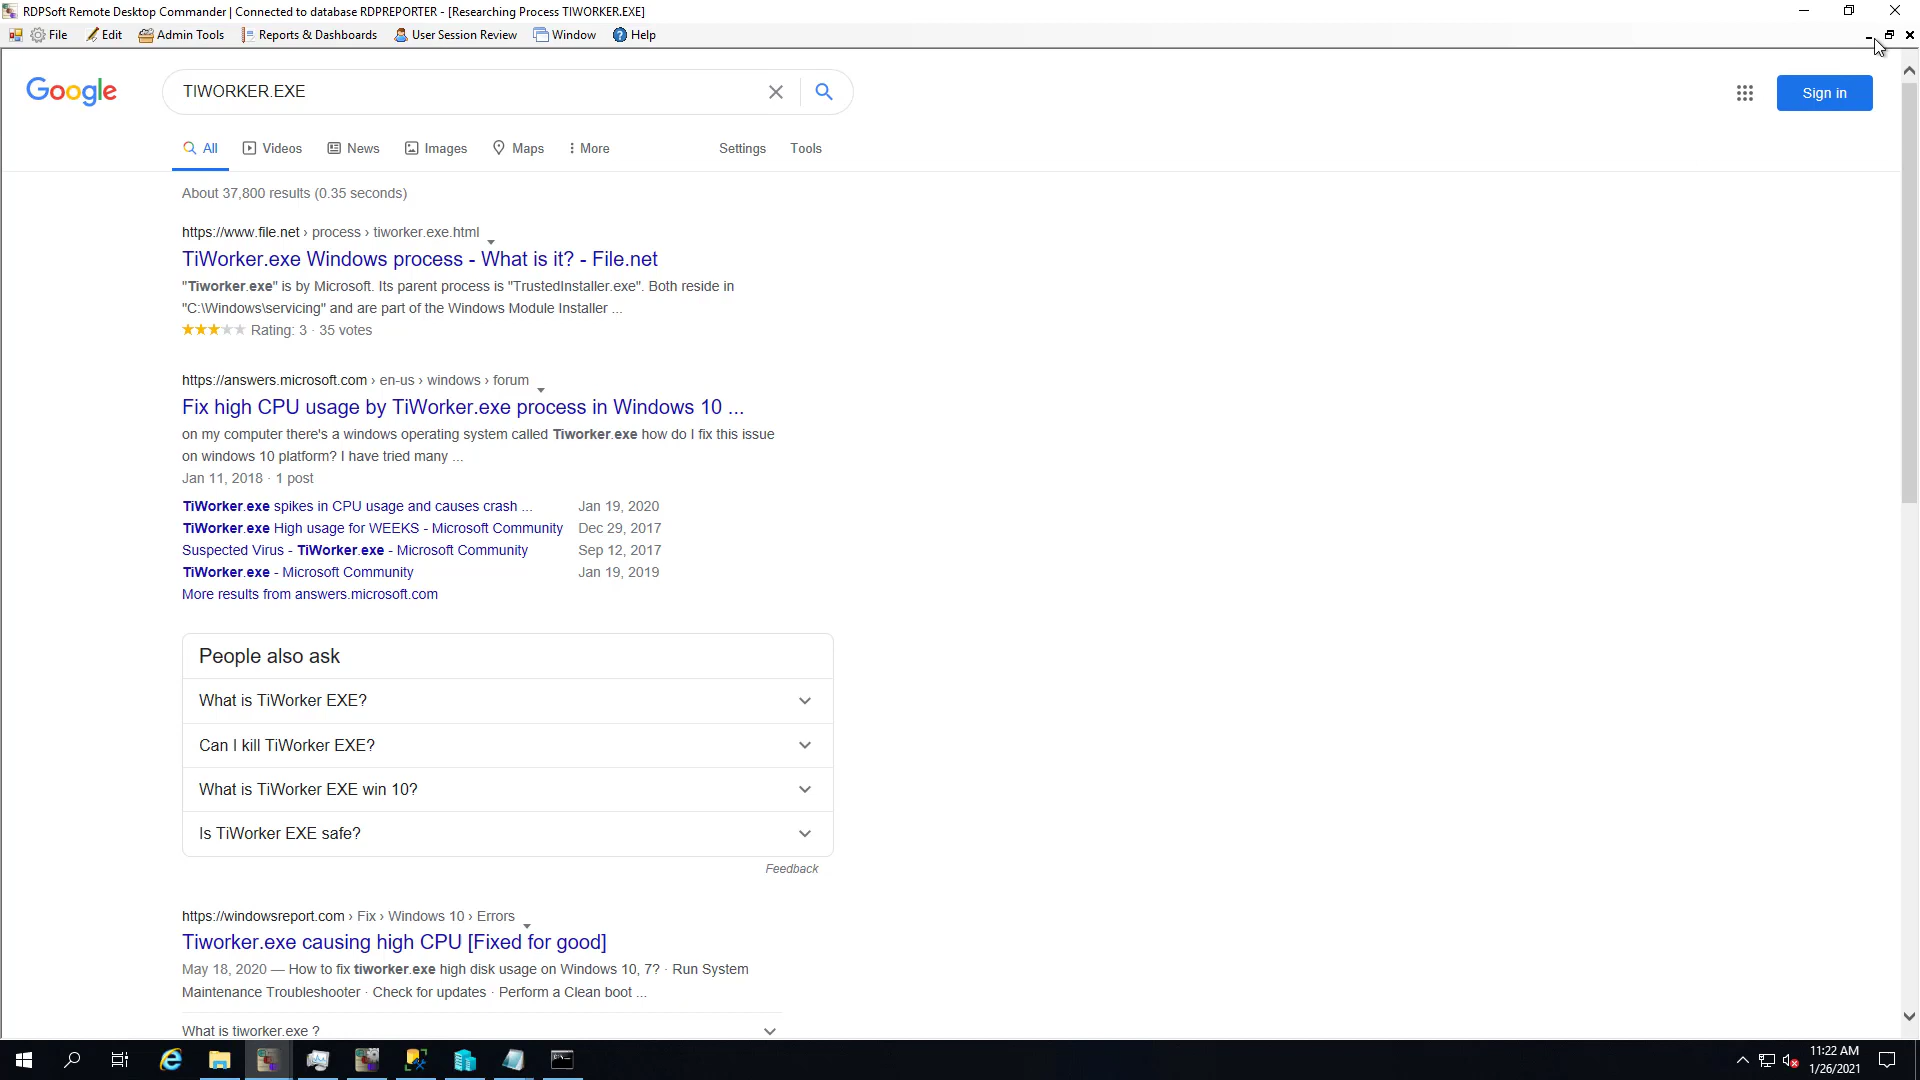 RDPSoft Remote Desktop Commander | Connected to database RDPREPORTER - [Researching Process TIWORKER.EXE]
File Edit Admin Tools Reports & Dashboards User Session Review Window Help
Google
TIWORKER.EXE
Sign in
All Videos News Images Maps More Settings Tools
About 37,800 results (0.35 seconds)
https://www.file.net › process › tiworker.exe.html
TiWorker.exe Windows process - What is it? - File.net
"Tiworker.exe" is by Microsoft. Its parent process is "TrustedInstaller.exe". Both reside in
"C:\Windows\servicing" and are part of the Windows Module Installer ...
Rating: 3 · 35 votes
https://answers.microsoft.com › en-us › windows › forum
Fix high CPU usage by TiWorker.exe process in Windows 10 ...
on my computer there's a windows operating system called Tiworker.exe how do I fix this issue
on windows 10 platform? I have tried many ...
Jan 11, 2018 · 1 post
TiWorker.exe spikes in CPU usage and causes crash ... Jan 19, 2020
TiWorker.exe High usage for WEEKS - Microsoft Community Dec 29, 2017
Suspected Virus - TiWorker.exe - Microsoft Community Sep 12, 2017
TiWorker.exe - Microsoft Community Jan 19, 2019
More results from answers.microsoft.com
People also ask
What is TiWorker EXE?
Can I kill TiWorker EXE?
What is TiWorker EXE win 10?
Is TiWorker EXE safe?
Feedback
https://windowsreport.com › Fix › Windows 10 › Errors
Tiworker.exe causing high CPU [Fixed for good]
May 18, 2020 — How to fix tiworker.exe high disk usage on Windows 10, 7? · Run System
Maintenance Troubleshooter · Check for updates · Perform a Clean boot ...
What is tiworker.exe ?
11:22 AM
1/26/2021